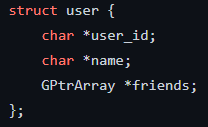 struct user {
    char *user_id;
    char *name;
    GPtrArray *friends;
};